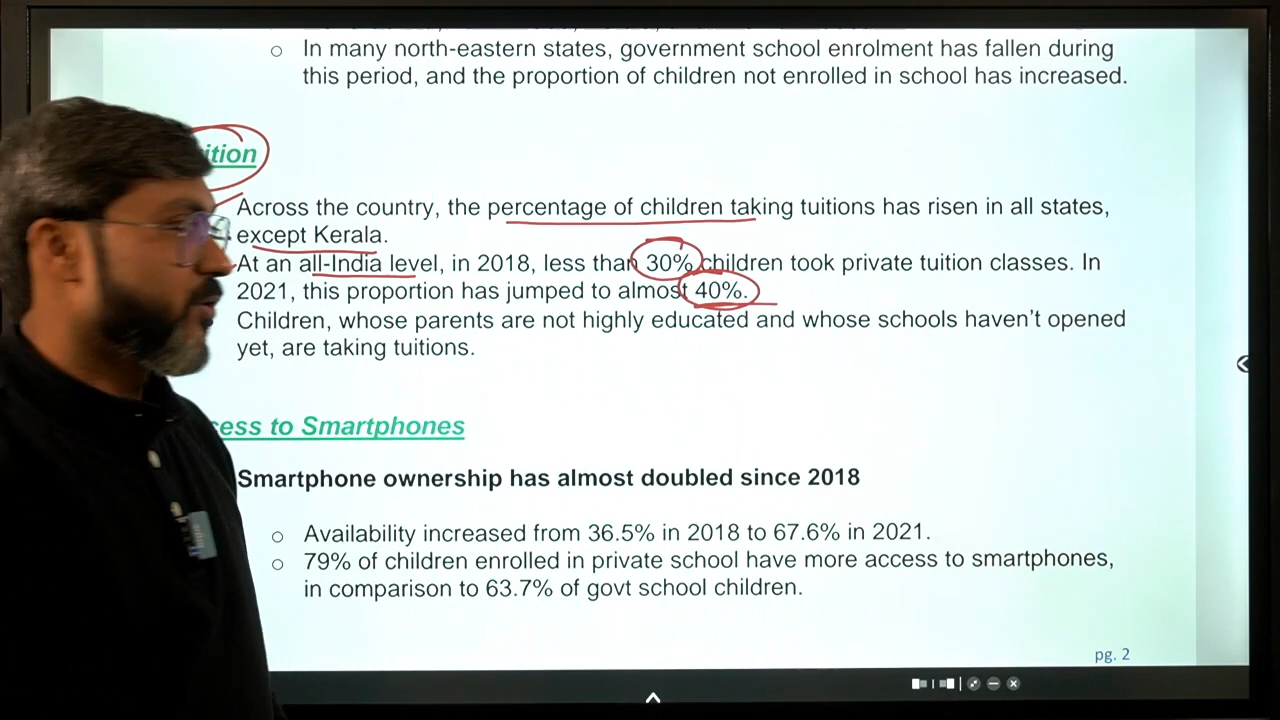 In many north-eastern states, government school enrolment has fallen during
this period, and the proportion of children not enrolled in school has increased.
ition
Across the country, the percentage of children taking tuitions has risen in all states,
except Kerala.
At an all-India level, in 2018, less than 30% children took private tuition classes. In
2021, this proportion has jumped to almost 40%.
Children, whose parents are not highly educated and whose schools haven't opened
yet, are taking tuitions.
ess to Smartphones
Smartphone ownership has almost doubled since 2018
Availability increased from 36.5% in 2018 to 67.6% in 2021.
79% of children enrolled in private school have more access to smartphones,
in comparison to 63.7% of govt school children.
pg. 2